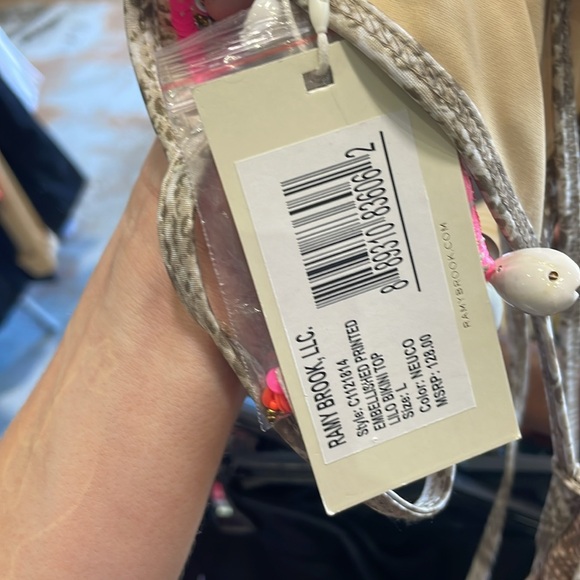 8 89310 83606 2
RAMY BROOK, LLC.
Style: C1121814
EMBELLISHED PRINTED
LILO BIKINI TOP
Size: L
Color: NEUCO
MSRP: 128.00
RAMYBROOK.COM